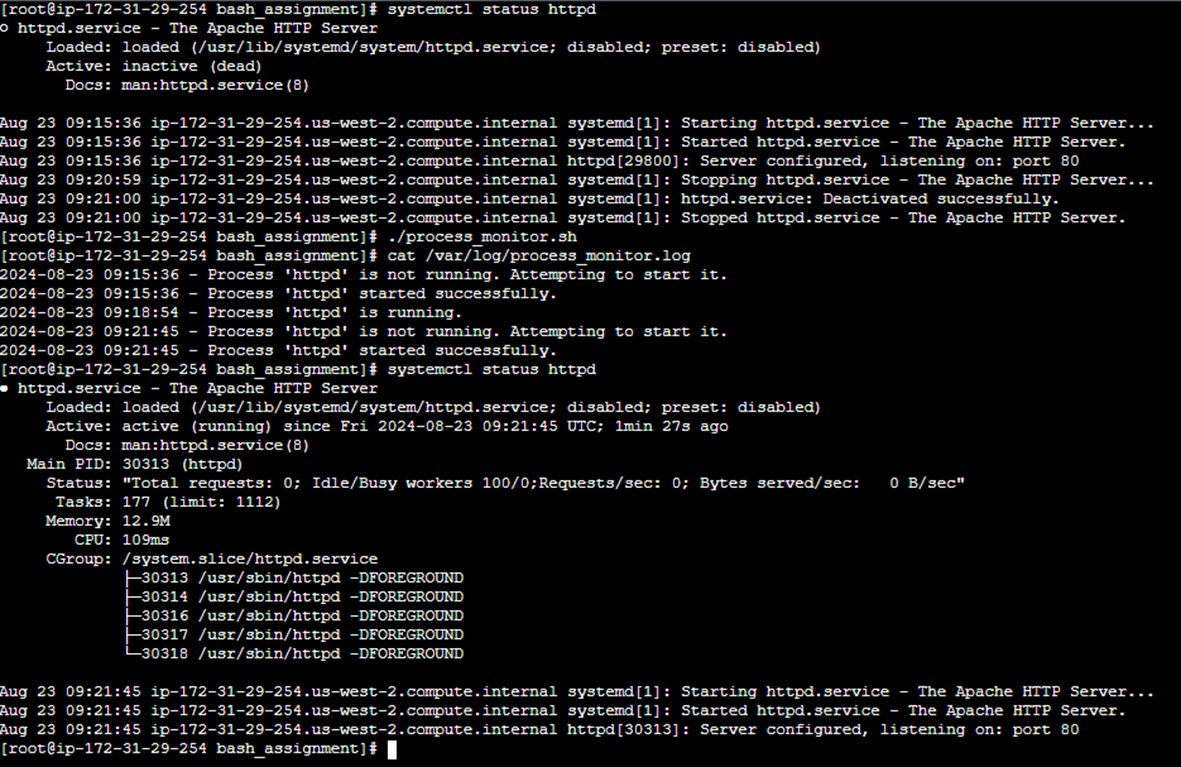 [root@ip-172-31-29-254 bash_assignment]# systemctl status httpd
○ httpd.service - The Apache HTTP Server
     Loaded: loaded (/usr/lib/systemd/system/httpd.service; disabled; preset: disabled)
     Active: inactive (dead)
       Docs: man:httpd.service(8)

Aug 23 09:15:36 ip-172-31-29-254.us-west-2.compute.internal systemd[1]: Starting httpd.service - The Apache HTTP Server...
Aug 23 09:15:36 ip-172-31-29-254.us-west-2.compute.internal systemd[1]: Started httpd.service - The Apache HTTP Server.
Aug 23 09:15:36 ip-172-31-29-254.us-west-2.compute.internal httpd[29800]: Server configured, listening on: port 80
Aug 23 09:20:59 ip-172-31-29-254.us-west-2.compute.internal systemd[1]: Stopping httpd.service - The Apache HTTP Server...
Aug 23 09:21:00 ip-172-31-29-254.us-west-2.compute.internal systemd[1]: httpd.service: Deactivated successfully.
Aug 23 09:21:00 ip-172-31-29-254.us-west-2.compute.internal systemd[1]: Stopped httpd.service - The Apache HTTP Server.
[root@ip-172-31-29-254 bash_assignment]# ./process_monitor.sh
[root@ip-172-31-29-254 bash_assignment]# cat /var/log/process_monitor.log
2024-08-23 09:15:36 - Process 'httpd' is not running. Attempting to start it.
2024-08-23 09:15:36 - Process 'httpd' started successfully.
2024-08-23 09:18:54 - Process 'httpd' is running.
2024-08-23 09:21:45 - Process 'httpd' is not running. Attempting to start it.
2024-08-23 09:21:45 - Process 'httpd' started successfully.
[root@ip-172-31-29-254 bash_assignment]# systemctl status httpd
● httpd.service - The Apache HTTP Server
     Loaded: loaded (/usr/lib/systemd/system/httpd.service; disabled; preset: disabled)
     Active: active (running) since Fri 2024-08-23 09:21:45 UTC; 1min 27s ago
       Docs: man:httpd.service(8)
   Main PID: 30313 (httpd)
     Status: "Total requests: 0; Idle/Busy workers 100/0;Requests/sec: 0; Bytes served/sec:   0 B/sec"
      Tasks: 177 (limit: 1112)
     Memory: 12.9M
        CPU: 109ms
     CGroup: /system.slice/httpd.service
             ├─30313 /usr/sbin/httpd -DFOREGROUND
             ├─30314 /usr/sbin/httpd -DFOREGROUND
             ├─30316 /usr/sbin/httpd -DFOREGROUND
             ├─30317 /usr/sbin/httpd -DFOREGROUND
             └─30318 /usr/sbin/httpd -DFOREGROUND

Aug 23 09:21:45 ip-172-31-29-254.us-west-2.compute.internal systemd[1]: Starting httpd.service - The Apache HTTP Server...
Aug 23 09:21:45 ip-172-31-29-254.us-west-2.compute.internal systemd[1]: Started httpd.service - The Apache HTTP Server.
Aug 23 09:21:45 ip-172-31-29-254.us-west-2.compute.internal httpd[30313]: Server configured, listening on: port 80
[root@ip-172-31-29-254 bash_assignment]#